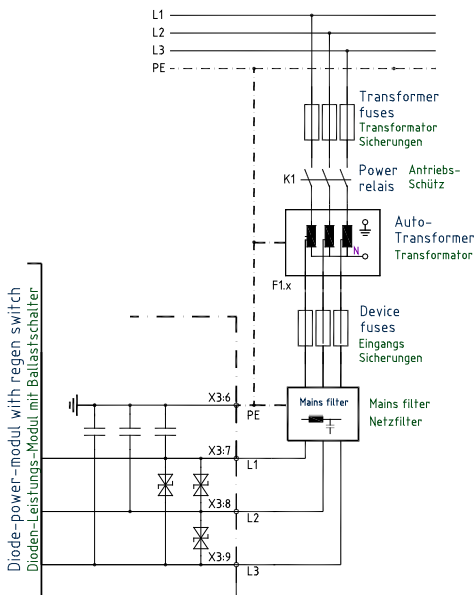 L1
L2
L3
PE
Transformer
fuses
Transformator
Sicherungen
K1
Power
relais
Antriebs-
Schütz
Auto-
Transformer
Transformator
N
F1.x
Device
fuses
Eingangs
Sicherungen
Mains filter
Mains filter
Netzfilter
X3:6
PE
X3:7
L1
X3:8
L2
X3:9
L3
Diode-power-modul with regen switch
Dioden-Leistungs-Modul mit Ballastschalter